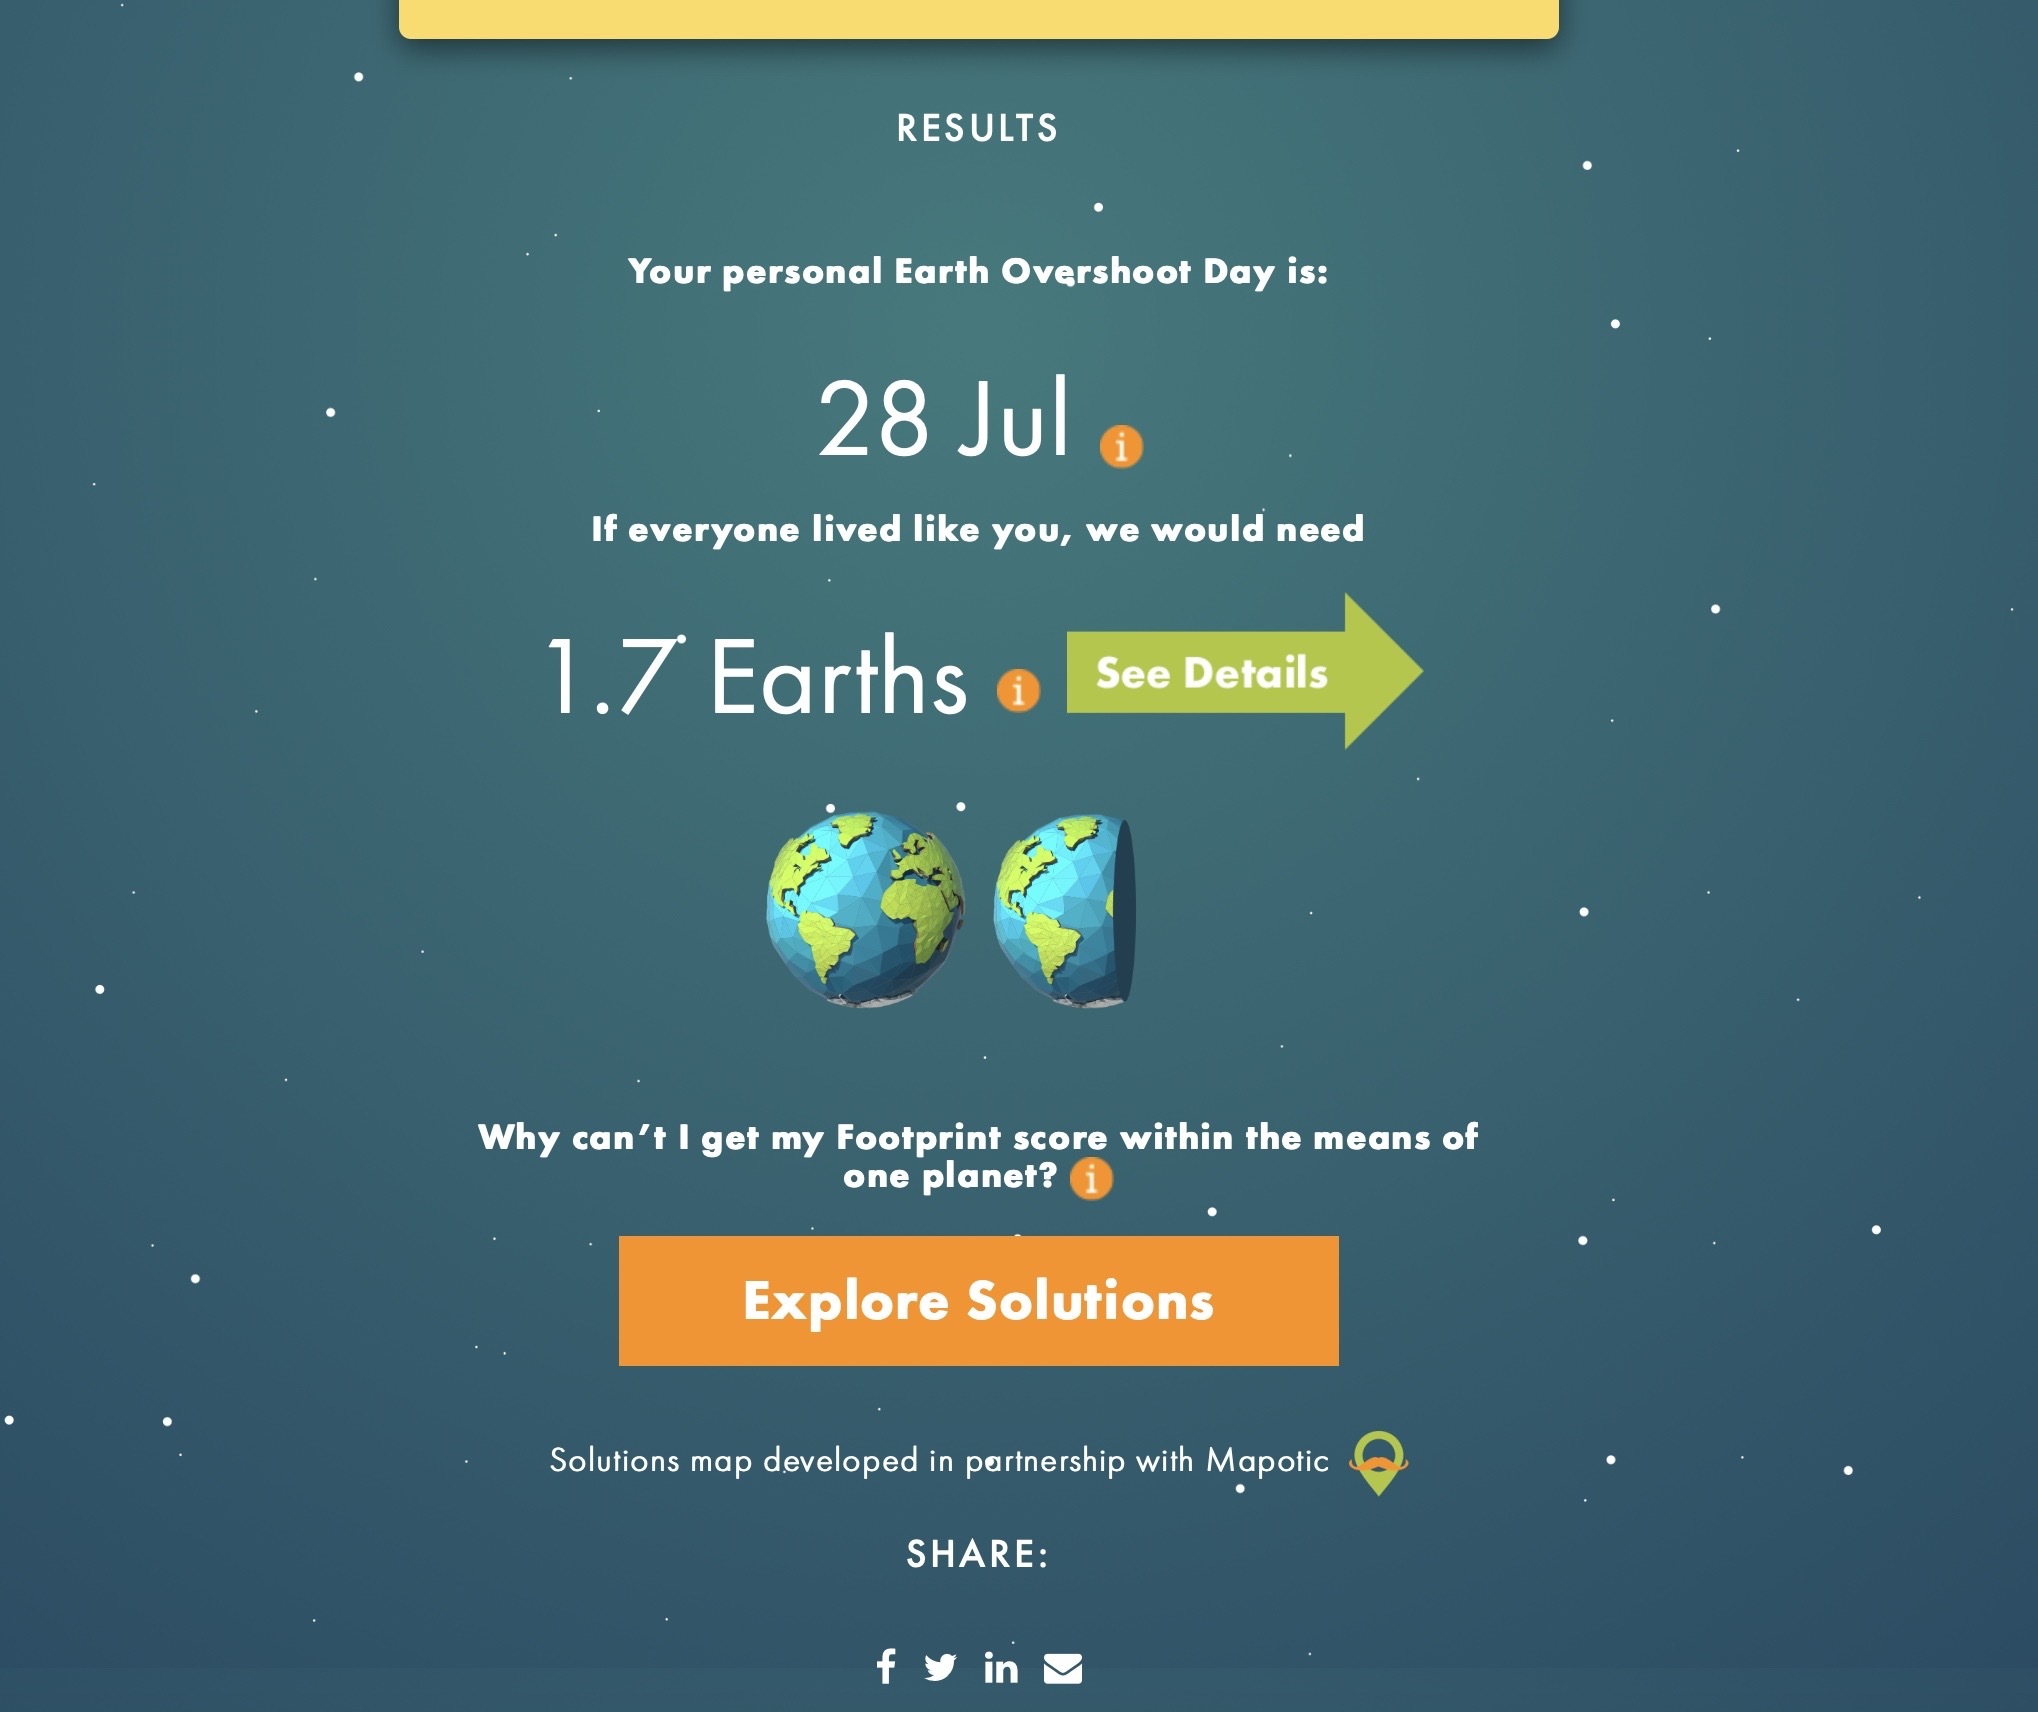 RESULTS
Your personal Earth Overshoot Day is:
28 Jul
If everyone lived like you, we would need
1.7 Earths
See Details
Why can’t I get my Footprint score within the means of
one planet?
Explore Solutions
Solutions map developed in partnership with Mapotic
SHARE: